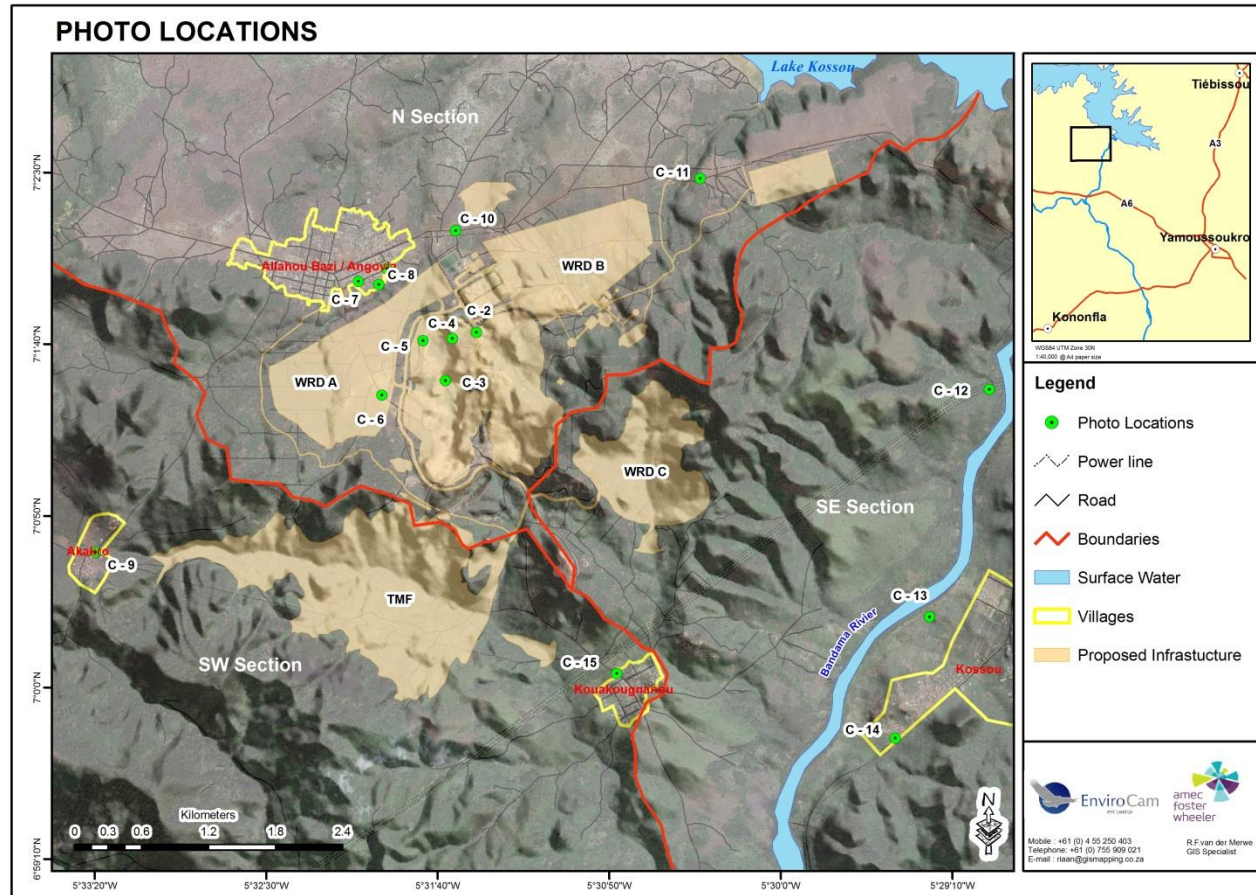 PHOTO LOCATIONS
Lake Kossou
N Section
C - 11
C - 10
WRD B
Allahou Bazi / Angovia
C - 8
C - 7
C - 2
C - 4
C - 5
C - 3
WRD A
C - 6
C - 12
WRD C
SE Section
Akakro
C - 9
TMF
C - 13
Bandama Rivier
SW Section
C - 15
Kouakougnanou
Kossou
C - 14
Kilometers
0 0.3 0.6 1.2 1.8 2.4
N
7°2'30"N
7°1'40"N
7°0'50"N
7°0'0"N
6°59'10"N
5°33'20"W
5°32'30"W
5°31'40"W
5°30'50"W
5°30'0"W
5°29'10"W
Tiébissou
A3
A6
Yamoussoukro
Kononfla
WGS84 UTM Zone 30N
1:40,000 @ A4 paper size
Legend
Photo Locations
Power line
Road
Boundaries
Surface Water
Villages
Proposed Infrastucture
EnviroCam
amec
foster
wheeler
Mobile : +61 (0) 4 55 250 403
Telephone: +61 (0) 755 909 021
E-mail : riaan@gismapping.co.za
R.F.van der Merwe
GIS Specialist